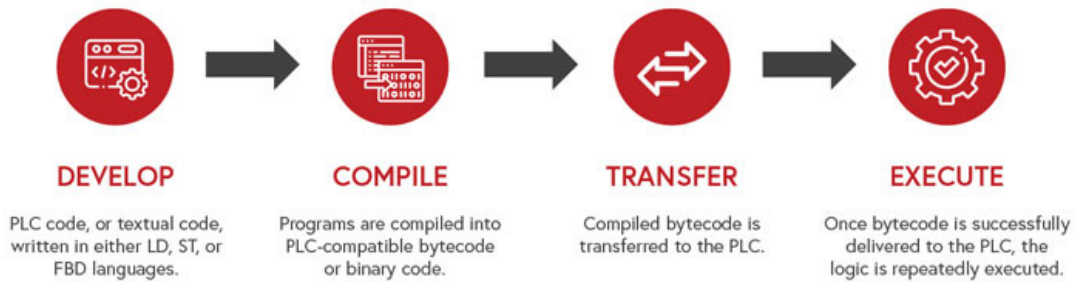 DEVELOP
PLC code, or textual code,
written in either LD, ST, or
FBD languages.
COMPILE
Programs are compiled into
PLC-compatible bytecode
or binary code.
TRANSFER
Compiled bytecode is
transferred to the PLC.
EXECUTE
Once bytecode is successfully
delivered to the PLC, the
logic is repeatedly executed.